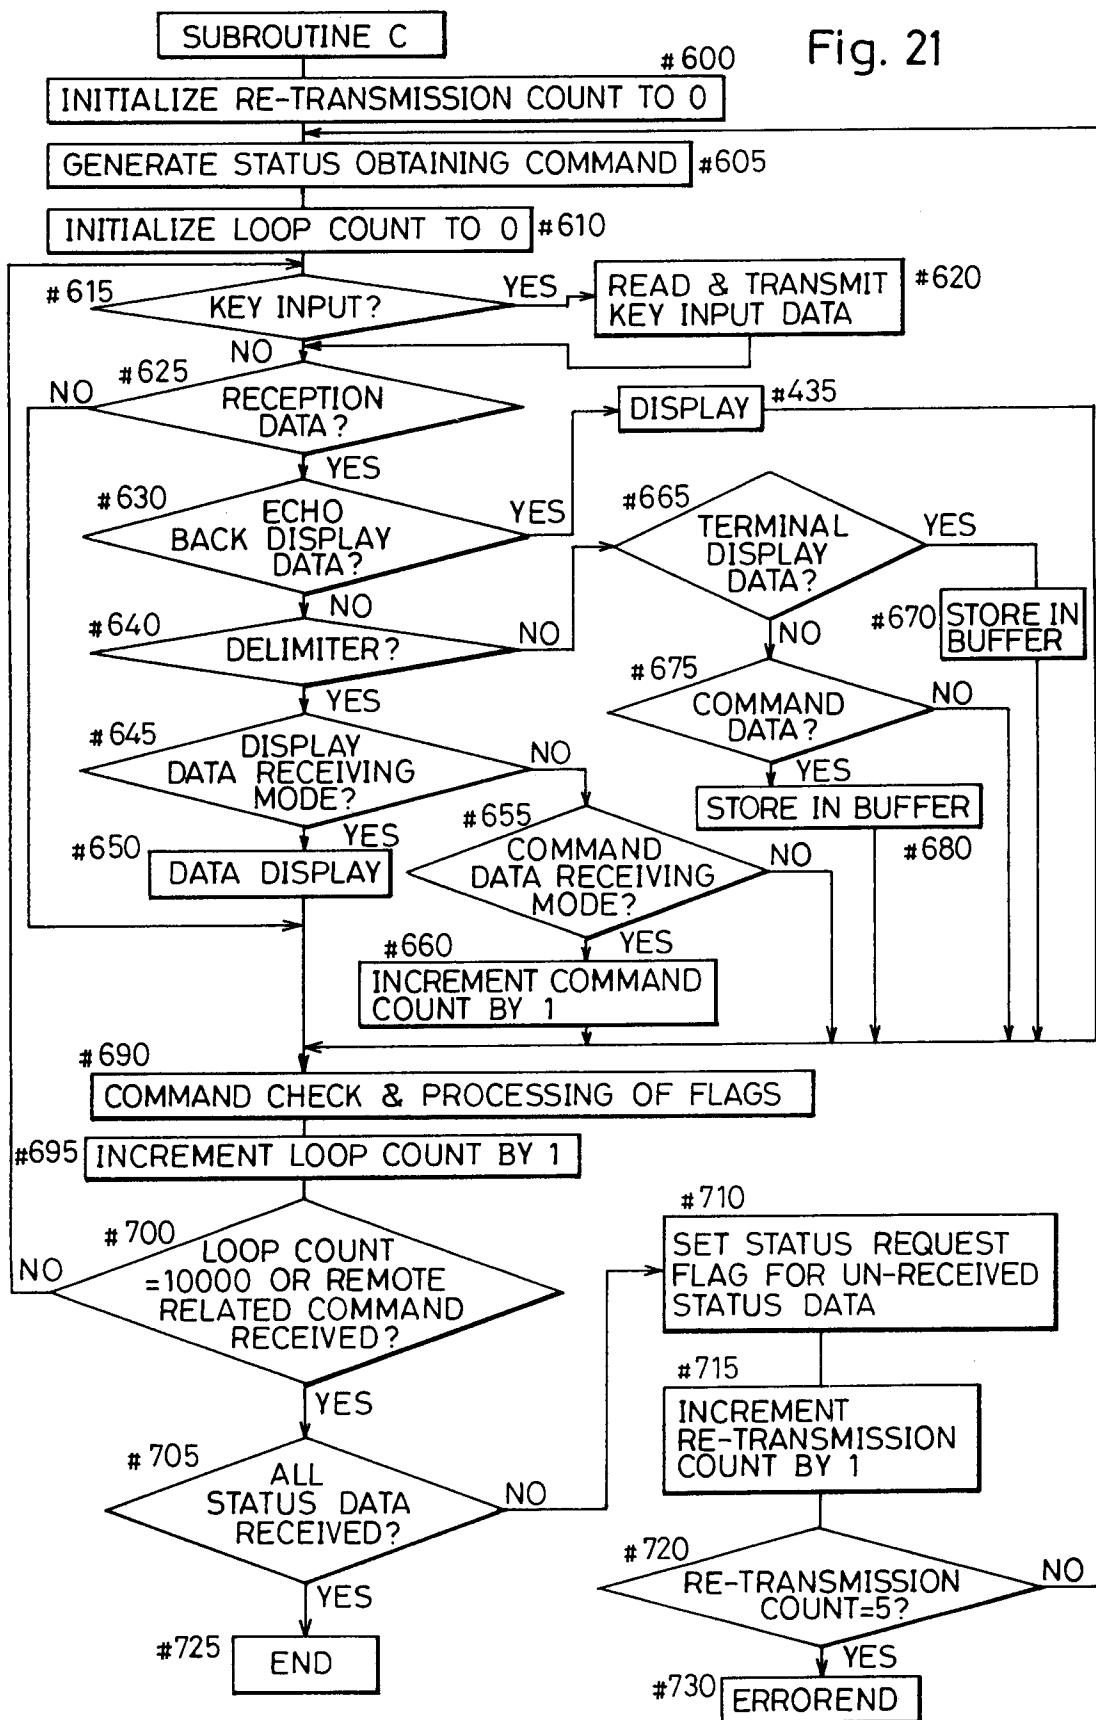 SUBROUTINE C
Fig. 21
#600
INITIALIZE RE-TRANSMISSION COUNT TO 0
GENERATE STATUS OBTAINING COMMAND
#605
INITIALIZE LOOP COUNT TO 0
#610
#615
KEY INPUT?
YES
READ & TRANSMIT
KEY INPUT DATA
#620
NO
#625
NO
RECEPTION
DATA?
DISPLAY
#435
YES
#630
ECHO
BACK DISPLAY
DATA?
YES
#665
TERMINAL
DISPLAY
DATA?
YES
NO
#640
DELIMITER?
NO
#670
STORE IN
BUFFER
NO
YES
#675
COMMAND
DATA?
NO
#645
DISPLAY
DATA RECEIVING
MODE?
NO
YES
STORE IN BUFFER
#680
YES
#650
DATA DISPLAY
#655
COMMAND
DATA RECEIVING
MODE?
NO
YES
#660
INCREMENT COMMAND
COUNT BY 1
#690
COMMAND CHECK & PROCESSING OF FLAGS
#695
INCREMENT LOOP COUNT BY 1
#700
NO
LOOP COUNT
=10000 OR REMOTE
RELATED COMMAND
RECEIVED?
YES
#710
SET STATUS REQUEST
FLAG FOR UN-RECEIVED
STATUS DATA
#705
ALL
STATUS DATA
RECEIVED?
NO
#715
INCREMENT
RE-TRANSMISSION
COUNT BY 1
#720
RE-TRANSMISSION
COUNT=5?
NO
YES
#725
END
YES
#730
ERROREND